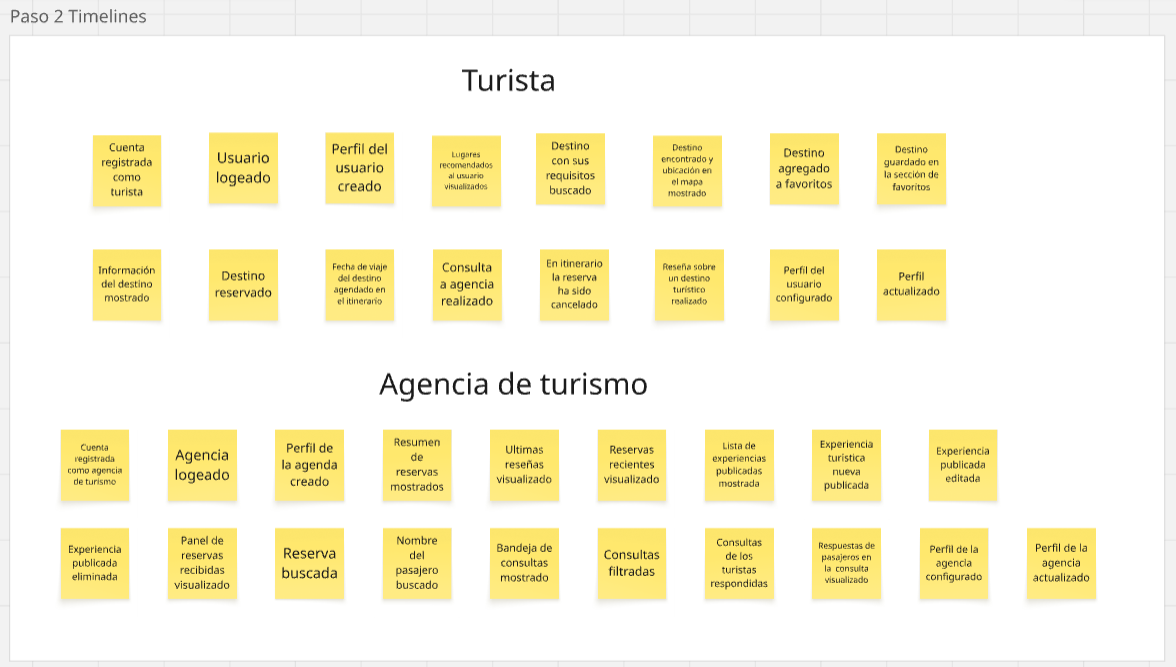 Paso 2 Timelines
Turista
Cuenta
registrada
como
turista
Usuario
logeado
Perfil del
usuario
creado
Lugares
recomendados
al usuario
visualizados
Destino
con sus
requisitos
buscado
Destino
encontrado y
ubicación en
el mapa
mostrado
Destino
agregado
a favoritos
Destino
guardado en
la sección de
favoritos
Información
del destino
mostrado
Destino
reservado
Fecha de viaje
del destino
agendado en
el itinerario
Consulta
a agencia
realizado
En itinerario
la reserva
ha sido
cancelado
Reseña sobre
un destino
turístico
realizado
Perfil del
usuario
configurado
Perfil
actualizado
Agencia de turismo
Cuenta
registrada
como agencia
de turismo
Agencia
logeado
Perfil de
la agenda
creado
Resumen
de
reservas
mostrados
Ultimas
reseñas
visualizado
Reservas
recientes
visualizado
Lista de
experiencias
publicadas
mostrada
Experiencia
turistica
nueva
publicada
Experiencia
publicada
editada
Experiencia
publicada
eliminada
Panel de
reservas
recibidas
visualizado
Reserva
buscada
Nombre
del
pasajero
buscado
Bandeja de
consultas
mostrado
Consultas
filtradas
Consultas
de los
turistas
respondidas
Respuestas de
pasajeros en
la consulta
visualizado
Perfil de la
agencia
configurado
Perfil de la
agencia
actualizado